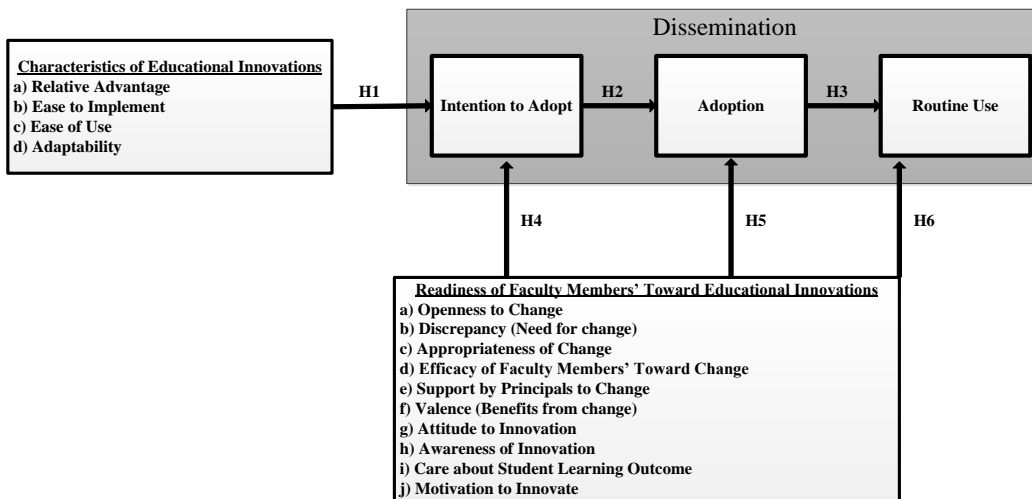 Dissemination
Characteristics of Educational Innovations
a) Relative Advantage
b) Ease to Implement
c) Ease of Use
d) Adaptability
H1
Intention to Adopt
H2
Adoption
H3
Routine Use
H4
H5
H6
Readiness of Faculty Members’ Toward Educational Innovations
a) Openness to Change
b) Discrepancy (Need for change)
c) Appropriateness of Change
d) Efficacy of Faculty Members’ Toward Change
e) Support by Principals to Change
f) Valence (Benefits from change)
g) Attitude to Innovation
h) Awareness of Innovation
i) Care about Student Learning Outcome
j) Motivation to Innovate